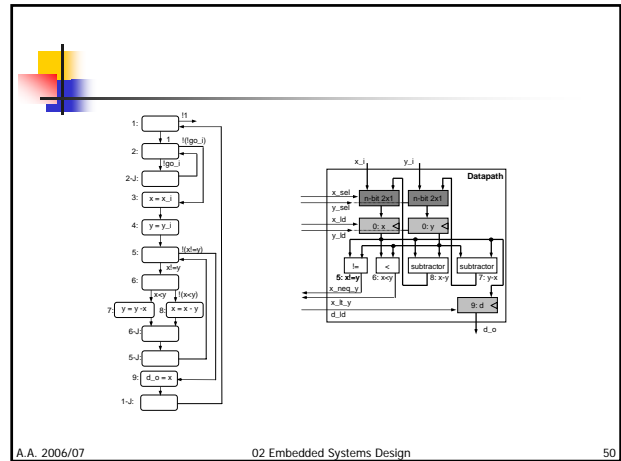 1:
!1
1
2:
!(!go_i)
!go_i
2-J:
3: x = x_i
4: y = y_i
5:
!(x!=y)
x!=y
6:
x<y !(x<y)
7: y = y -x 8: x = x - y
6-J:
5-J:
9: d_o = x
1-J:
x_i y_i
Datapath
x_sel
n-bit 2x1 n-bit 2x1
y_sel
x_ld
0: x 0: y
y_ld
!= < subtractor subtractor
5: x!=y 6: x<y 8: x-y 7: y-x
x_neq_y
x_lt_y
9: d
d_ld
d_o
A.A. 2006/07 02 Embedded Systems Design 50